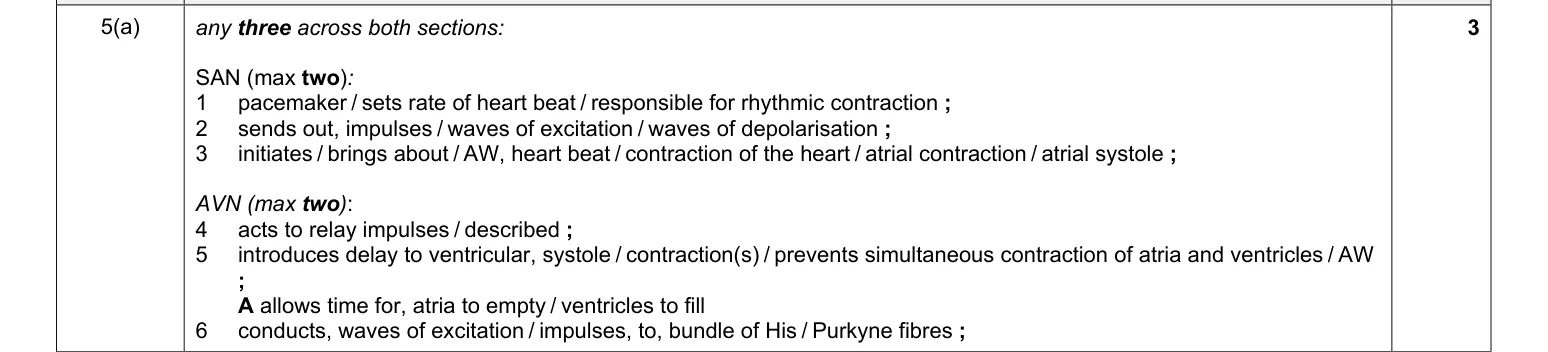 5(a) any three across both sections: 3
SAN (max two):
1 pacemaker / sets rate of heart beat / responsible for rhythmic contraction ;
2 sends out, impulses / waves of excitation / waves of depolarisation ;
3 initiates / brings about / AW, heart beat / contraction of the heart / atrial contraction / atrial systole ;
AVN (max two):
4 acts to relay impulses / described ;
5 introduces delay to ventricular, systole / contraction(s) / prevents simultaneous contraction of atria and ventricles / AW
;
A allows time for, atria to empty / ventricles to fill
6 conducts, waves of excitation / impulses, to, bundle of His / Purkyne fibres ;